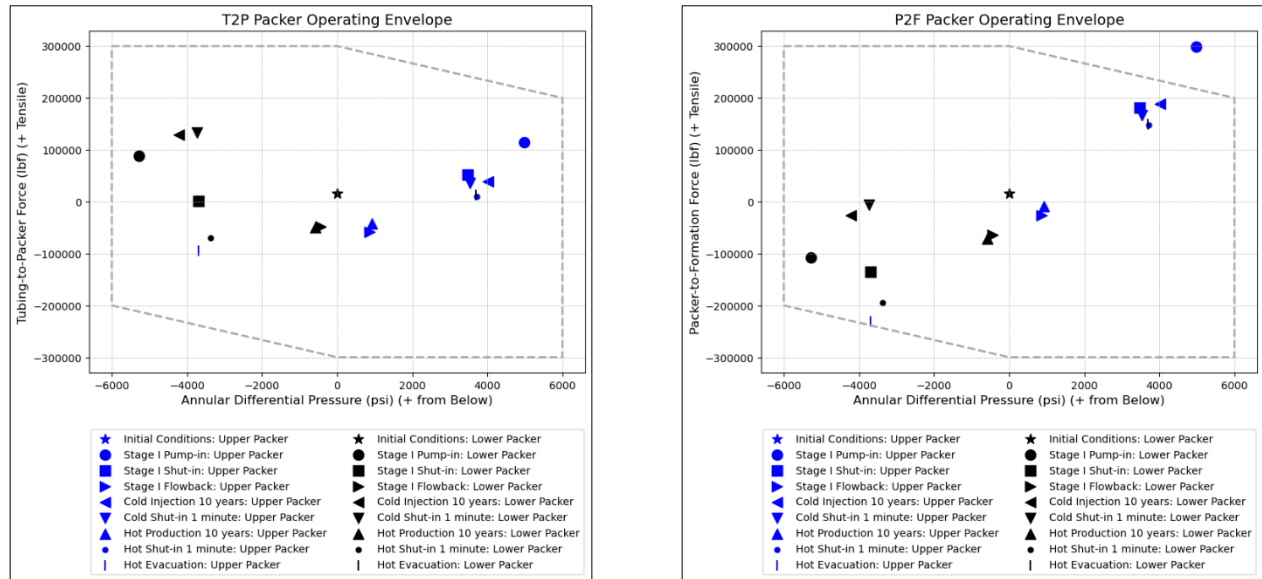 T2P Packer Operating Envelope
300000
200000
100000
0
−100000
−200000
−300000
Tubing-to-Packer Force (lbf) (+ Tensile)
−6000 −4000 −2000 0 2000 4000 6000
Annular Differential Pressure (psi) (+ from Below)
Initial Conditions: Upper Packer
Stage I Pump-in: Upper Packer
Stage I Shut-in: Upper Packer
Stage I Flowback: Upper Packer
Cold Injection 10 years: Upper Packer
Cold Shut-in 1 minute: Upper Packer
Hot Production 10 years: Upper Packer
Hot Shut-in 1 minute: Upper Packer
Hot Evacuation: Upper Packer
Initial Conditions: Lower Packer
Stage I Pump-in: Lower Packer
Stage I Shut-in: Lower Packer
Stage I Flowback: Lower Packer
Cold Injection 10 years: Lower Packer
Cold Shut-in 1 minute: Lower Packer
Hot Production 10 years: Lower Packer
Hot Shut-in 1 minute: Lower Packer
Hot Evacuation: Lower Packer
P2F Packer Operating Envelope
300000
200000
100000
0
−100000
−200000
−300000
Packer-to-Formation Force (lbf) (+ Tensile)
−6000 −4000 −2000 0 2000 4000 6000
Annular Differential Pressure (psi) (+ from Below)
Initial Conditions: Upper Packer
Stage I Pump-in: Upper Packer
Stage I Shut-in: Upper Packer
Stage I Flowback: Upper Packer
Cold Injection 10 years: Upper Packer
Cold Shut-in 1 minute: Upper Packer
Hot Production 10 years: Upper Packer
Hot Shut-in 1 minute: Upper Packer
Hot Evacuation: Upper Packer
Initial Conditions: Lower Packer
Stage I Pump-in: Lower Packer
Stage I Shut-in: Lower Packer
Stage I Flowback: Lower Packer
Cold Injection 10 years: Lower Packer
Cold Shut-in 1 minute: Lower Packer
Hot Production 10 years: Lower Packer
Hot Shut-in 1 minute: Lower Packer
Hot Evacuation: Lower Packer